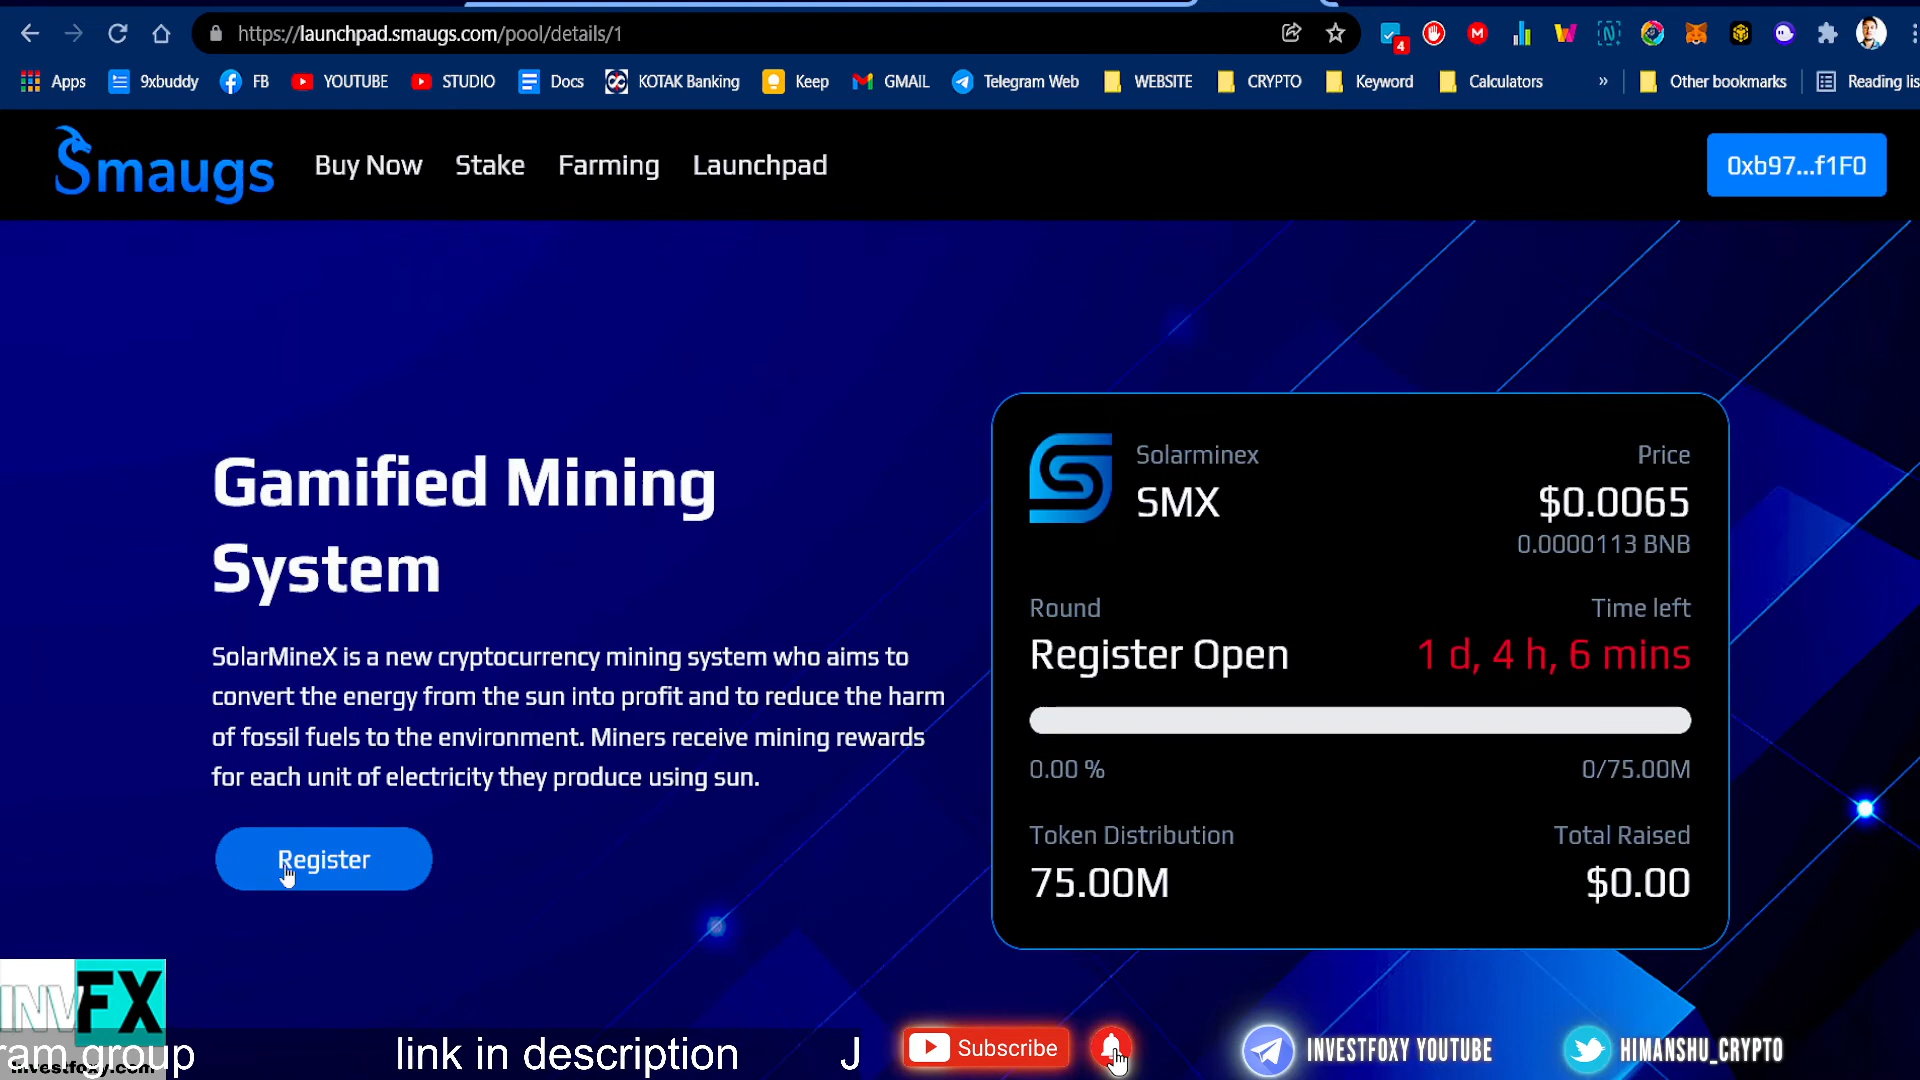 https://launchpad.smaugs.com/pool/details/1
4
Apps 9xbuddy FB YOUTUBE STUDIO Docs KOTAK Banking Keep GMAIL Telegram Web WEBSITE CRYPTO Keyword Calculators » Other bookmarks Reading lis
Smaugs Buy Now Stake Farming Launchpad 0xb97...f1F0
Gamified Mining
System
SolarMineX is a new cryptocurrency mining system who aims to
convert the energy from the sun into profit and to reduce the harm
of fossil fuels to the environment. Miners receive mining rewards
for each unit of electricity they produce using sun.
Register
Solarminex Price
SMX $0.0065
0.0000113 BNB
Round Time left
Register Open 1 d, 4 h, 6 mins
0.00 % 0/75.00M
Token Distribution Total Raised
75.00M $0.00
INVFX
ram group link in description J
investfoxy.com
Subscribe
INVESTFOXY YOUTUBE
HIMANSHU_CRYPTO